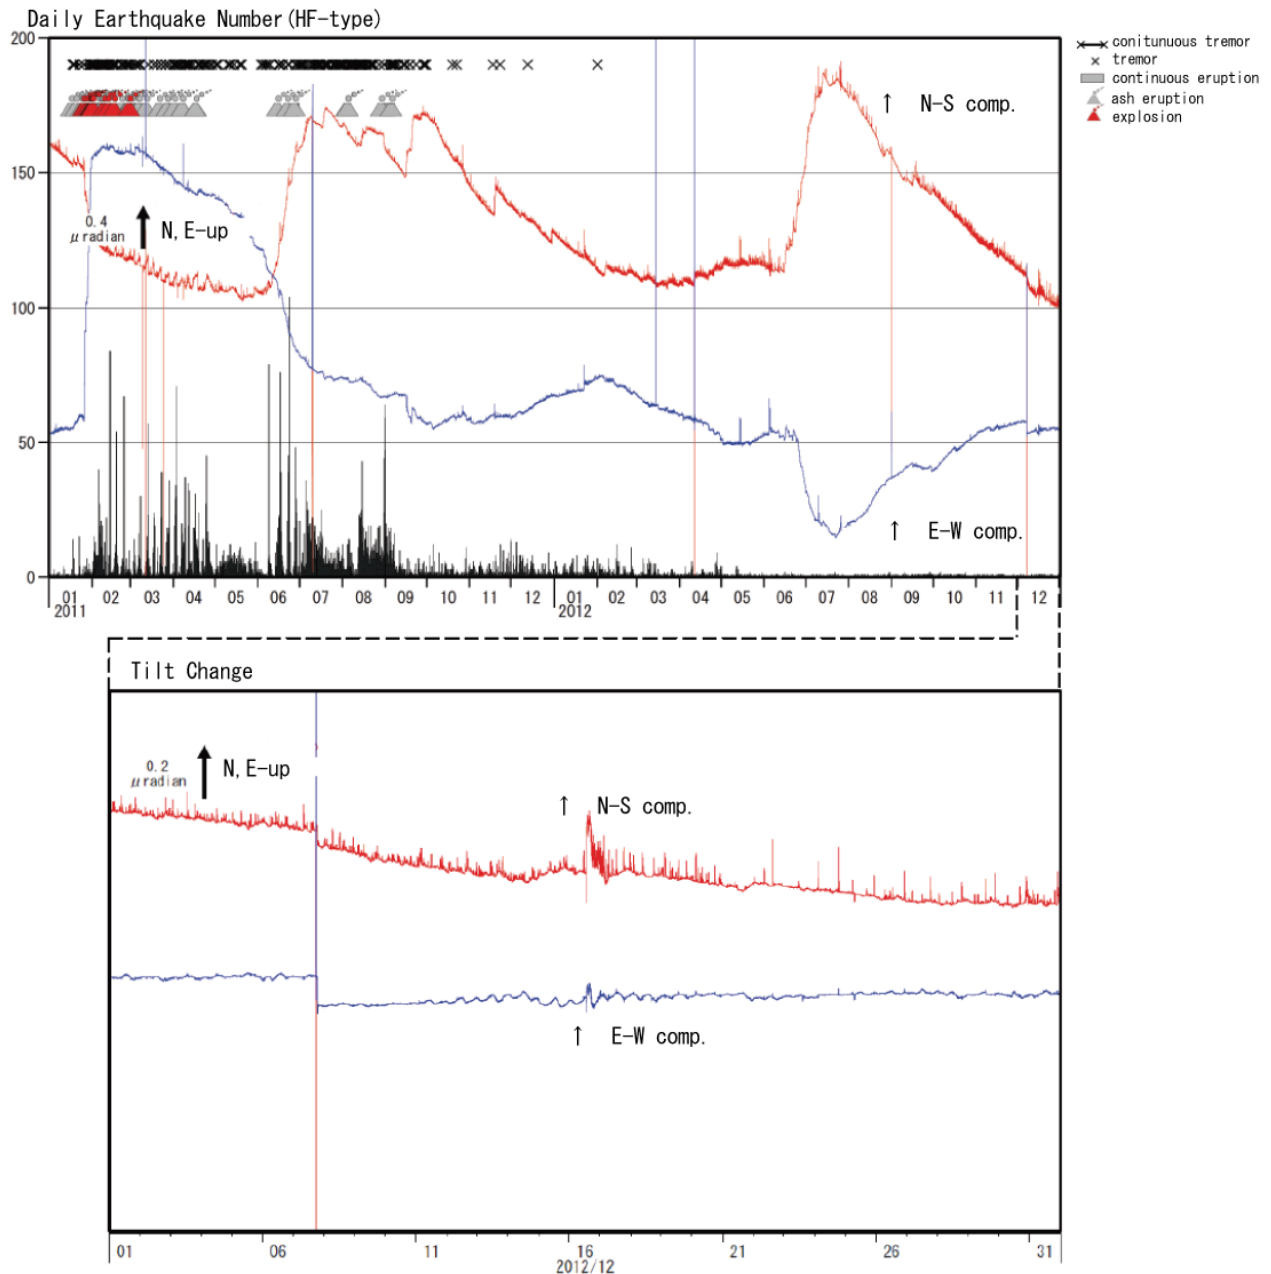 Daily Earthquake Number(HF-type)
200
150
100
50
0
conitunuous tremor
tremor
continuous eruption
ash eruption
explosion
↑ N-S comp.
0.4
μ radian
N,E-up
↑ E-W comp.
01 02 03 04 05 06 07 08 09 10 11 12 01 02 03 04 05 06 07 08 09 10 11 12
2011 2012
Tilt Change
0.2
μ radian
N,E-up
↑ N-S comp.
↑ E-W comp.
01 06 11 16 21 26 31
2012/12